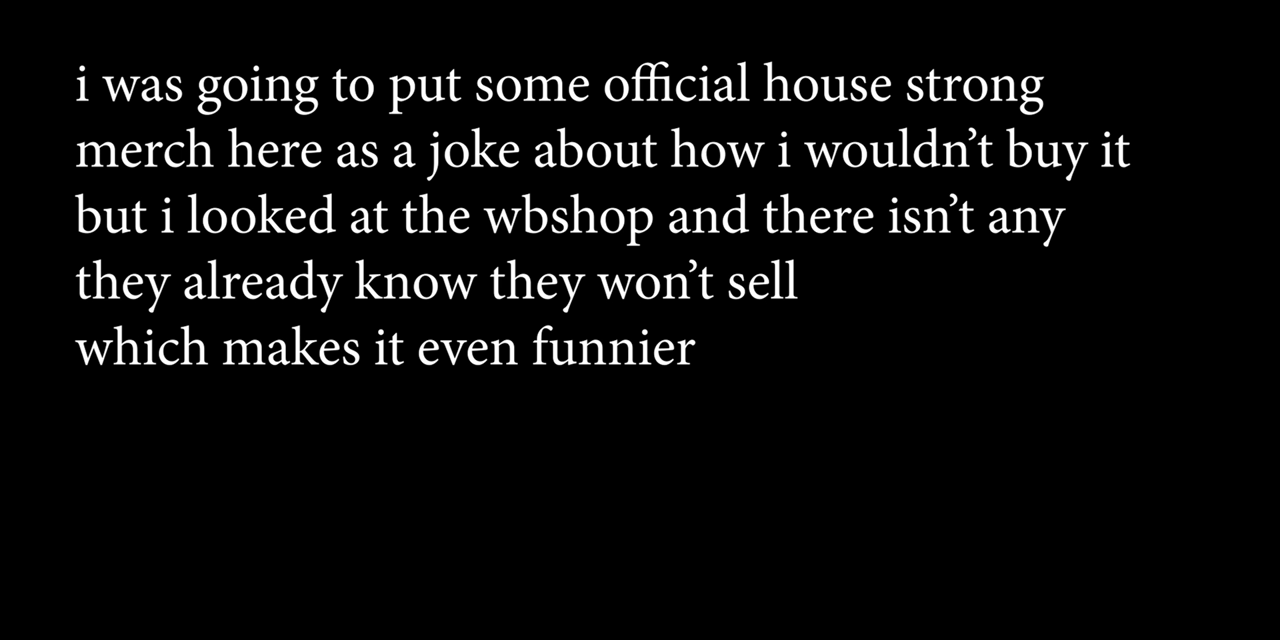 i was going to put some official house strong
merch here as a joke about how i wouldn’t buy it
but i looked at the wbshop and there isn’t any
they already know they won’t sell
which makes it even funnier